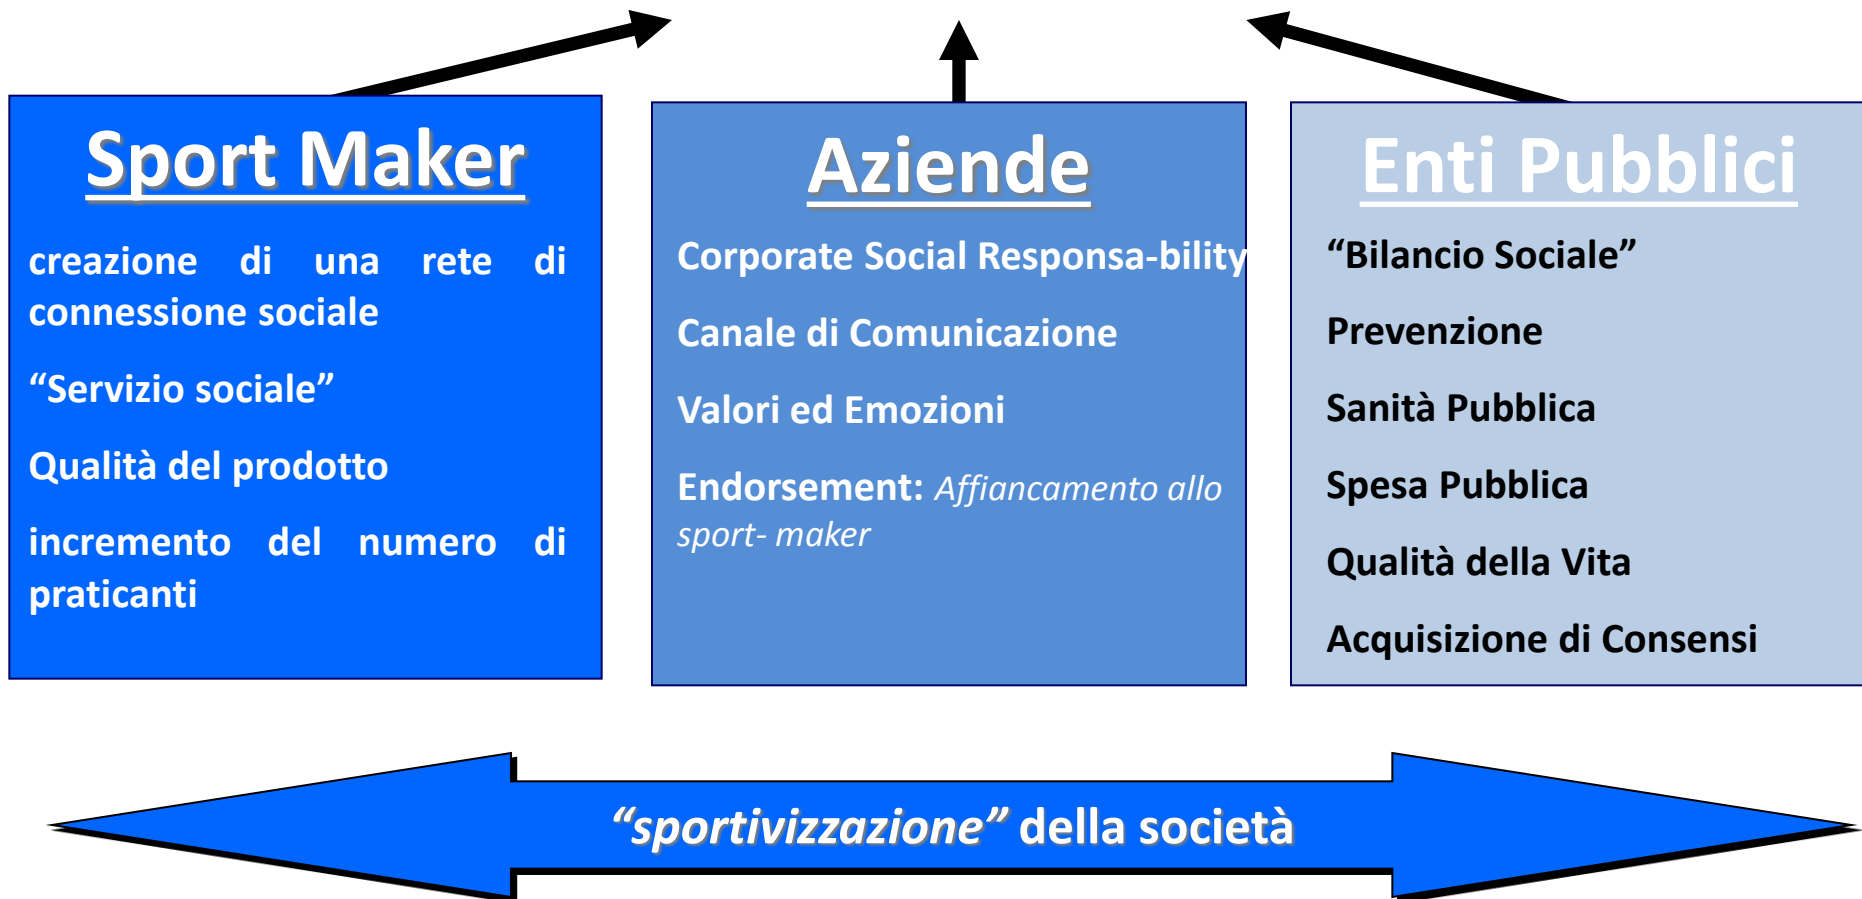 Sport Maker
creazione di una rete di
connessione sociale
“Servizio sociale”
Qualità del prodotto
incremento del numero di
praticanti
Aziende
Corporate Social Responsa-bility
Canale di Comunicazione
Valori ed Emozioni
Endorsement: Affiancamento allo
sport- maker
Enti Pubblici
“Bilancio Sociale”
Prevenzione
Sanità Pubblica
Spesa Pubblica
Qualità della Vita
Acquisizione di Consensi
“sportivizzazione” della società